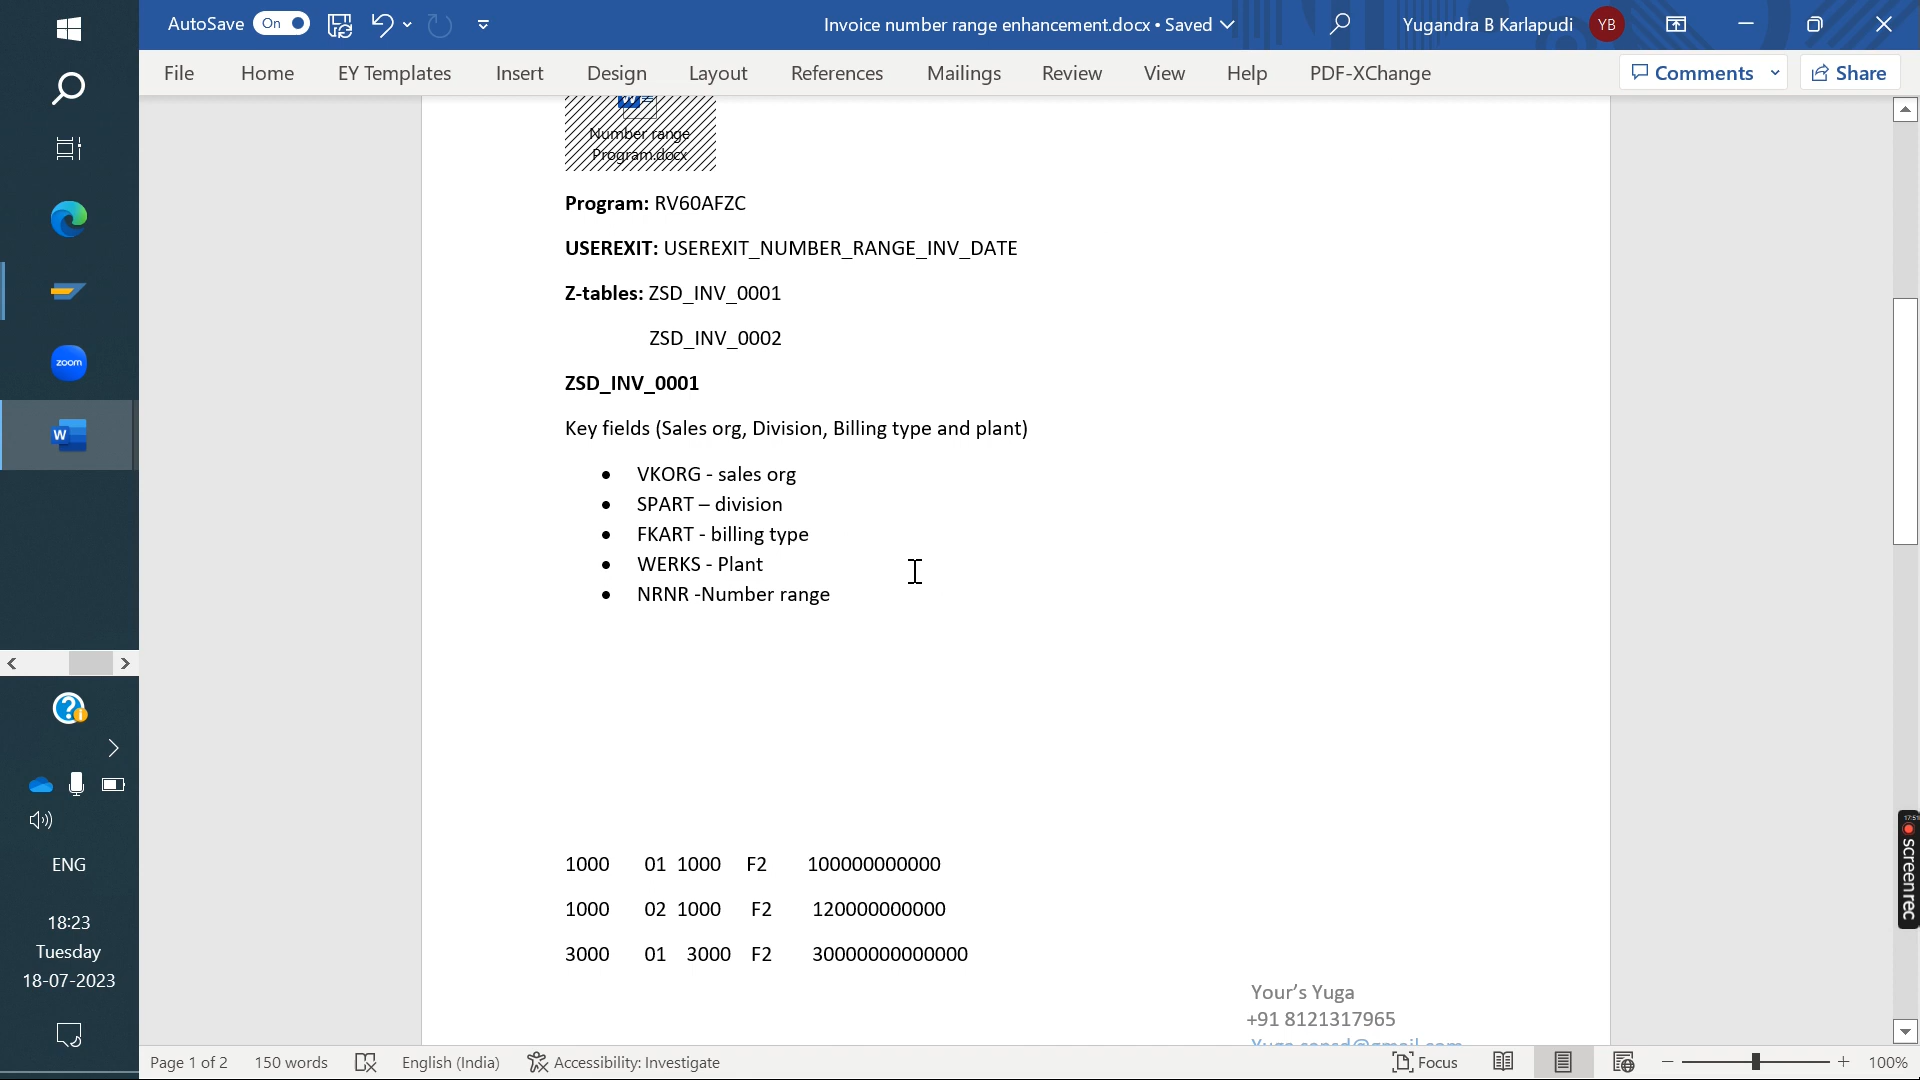 AutoSave On Invoice number range enhancement.docx • Saved Yugandra B Karlapudi YB
File Home EY Templates Insert Design Layout References Mailings Review View Help PDF-XChange Comments Share
Number range
Program.docx
Program: RV60AFZC
USEREXIT: USEREXIT_NUMBER_RANGE_INV_DATE
Z-tables: ZSD_INV_0001
ZSD_INV_0002
ZSD_INV_0001
Key fields (Sales org, Division, Billing type and plant)
• VKORG - sales org
• SPART – division
• FKART - billing type
• WERKS - Plant
• NRNR -Number range
1000 01 1000 F2 100000000000
1000 02 1000 F2 120000000000
3000 01 3000 F2 30000000000000
Your's Yuga
+91 8121317965
zoom
W
ENG
18:23
Tuesday
18-07-2023
screenrec
Page 1 of 2 150 words English (India) Accessibility: Investigate Focus 100%